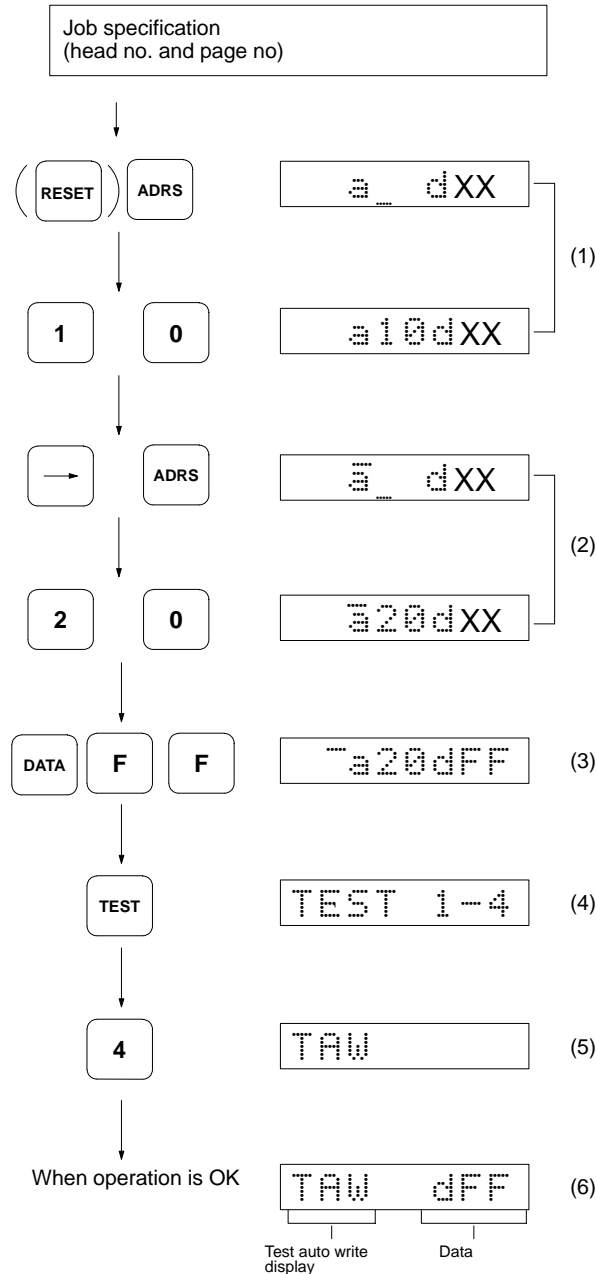 Job specification
(head no. and page no)
( RESET ) ADRS
a_ dXX
(1)
1 0
a10dXX
→ ADRS
a̅_ dXX
(2)
2 0
a̅20dXX
DATA F F
¯a20dFF
(3)
TEST
TEST 1-4
(4)
4
TAW
(5)
When operation is OK
TAW dFF
(6)
Test auto write
display
Data